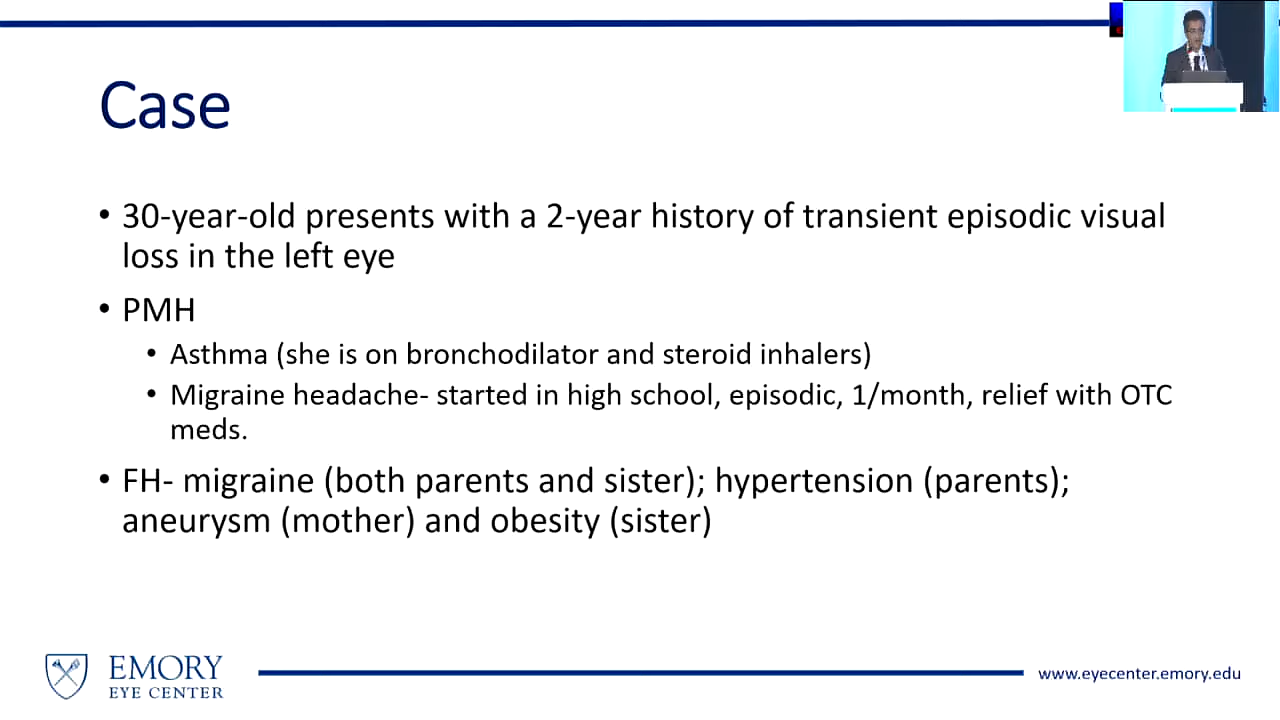 Case
• 30-year-old presents with a 2-year history of transient episodic visual
loss in the left eye
• PMH
• Asthma (she is on bronchodilator and steroid inhalers)
• Migraine headache- started in high school, episodic, 1/month, relief with OTC
meds.
• FH- migraine (both parents and sister); hypertension (parents);
aneurysm (mother) and obesity (sister)
EMORY
EYE CENTER
www.eyecenter.emory.edu